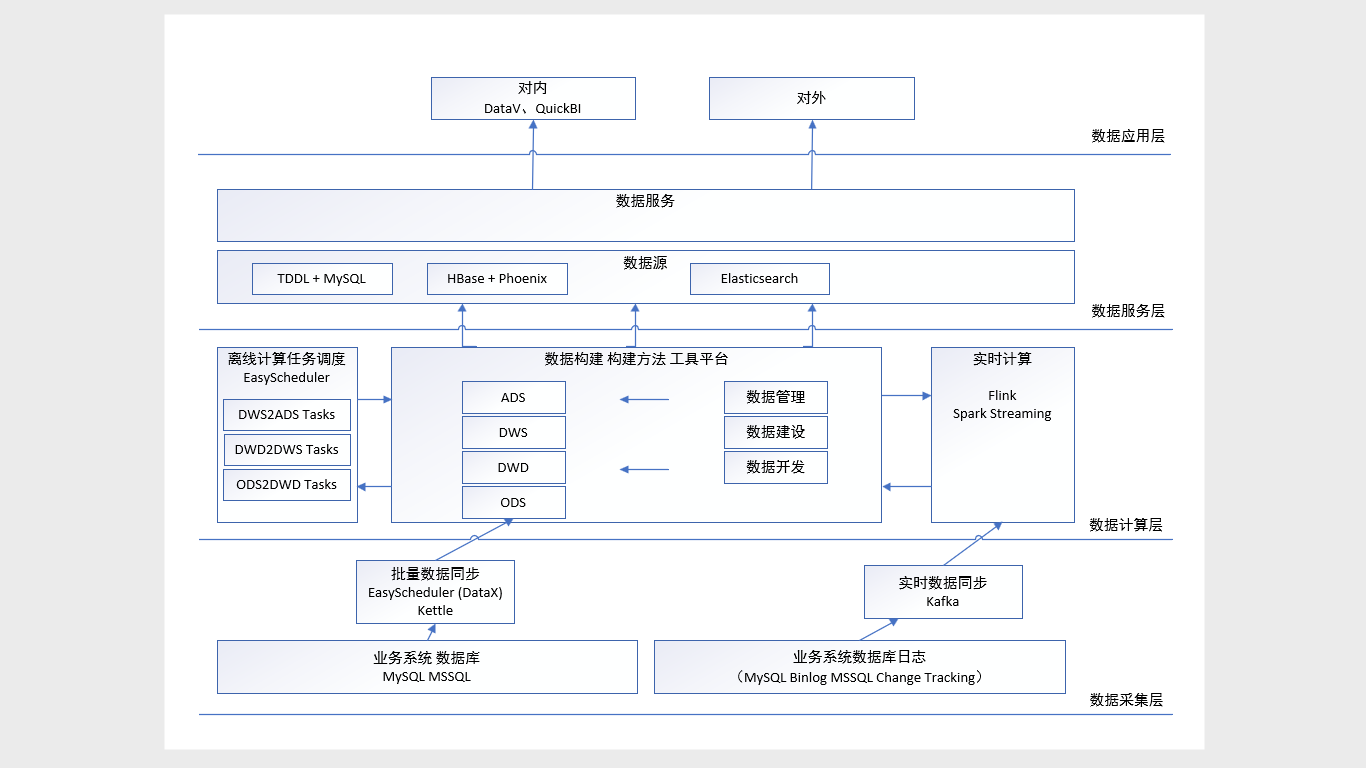 对内
DataV、QuickBI
对外
数据应用层
数据服务
数据源
TDDL + MySQL
HBase + Phoenix
Elasticsearch
数据服务层
离线计算任务调度
EasyScheduler
DWS2ADS Tasks
DWD2DWS Tasks
ODS2DWD Tasks
数据构建 构建方法 工具平台
ADS
DWS
DWD
ODS
数据管理
数据建设
数据开发
实时计算
Flink
Spark Streaming
数据计算层
批量数据同步
EasyScheduler (DataX)
Kettle
实时数据同步
Kafka
业务系统 数据库
MySQL MSSQL
业务系统数据库日志
（MySQL Binlog MSSQL Change Tracking）
数据采集层